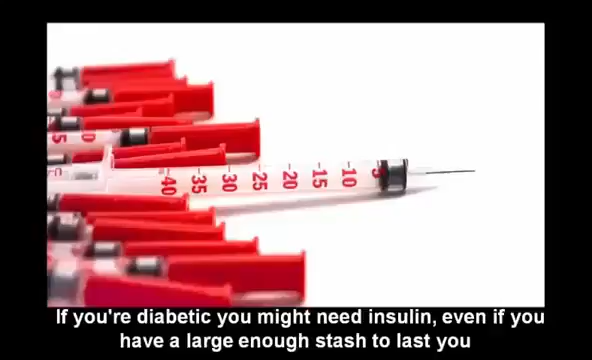 -40 -35 -30 -25 -20 -15 -10 5
If you're diabetic you might need insulin, even if you
have a large enough stash to last you